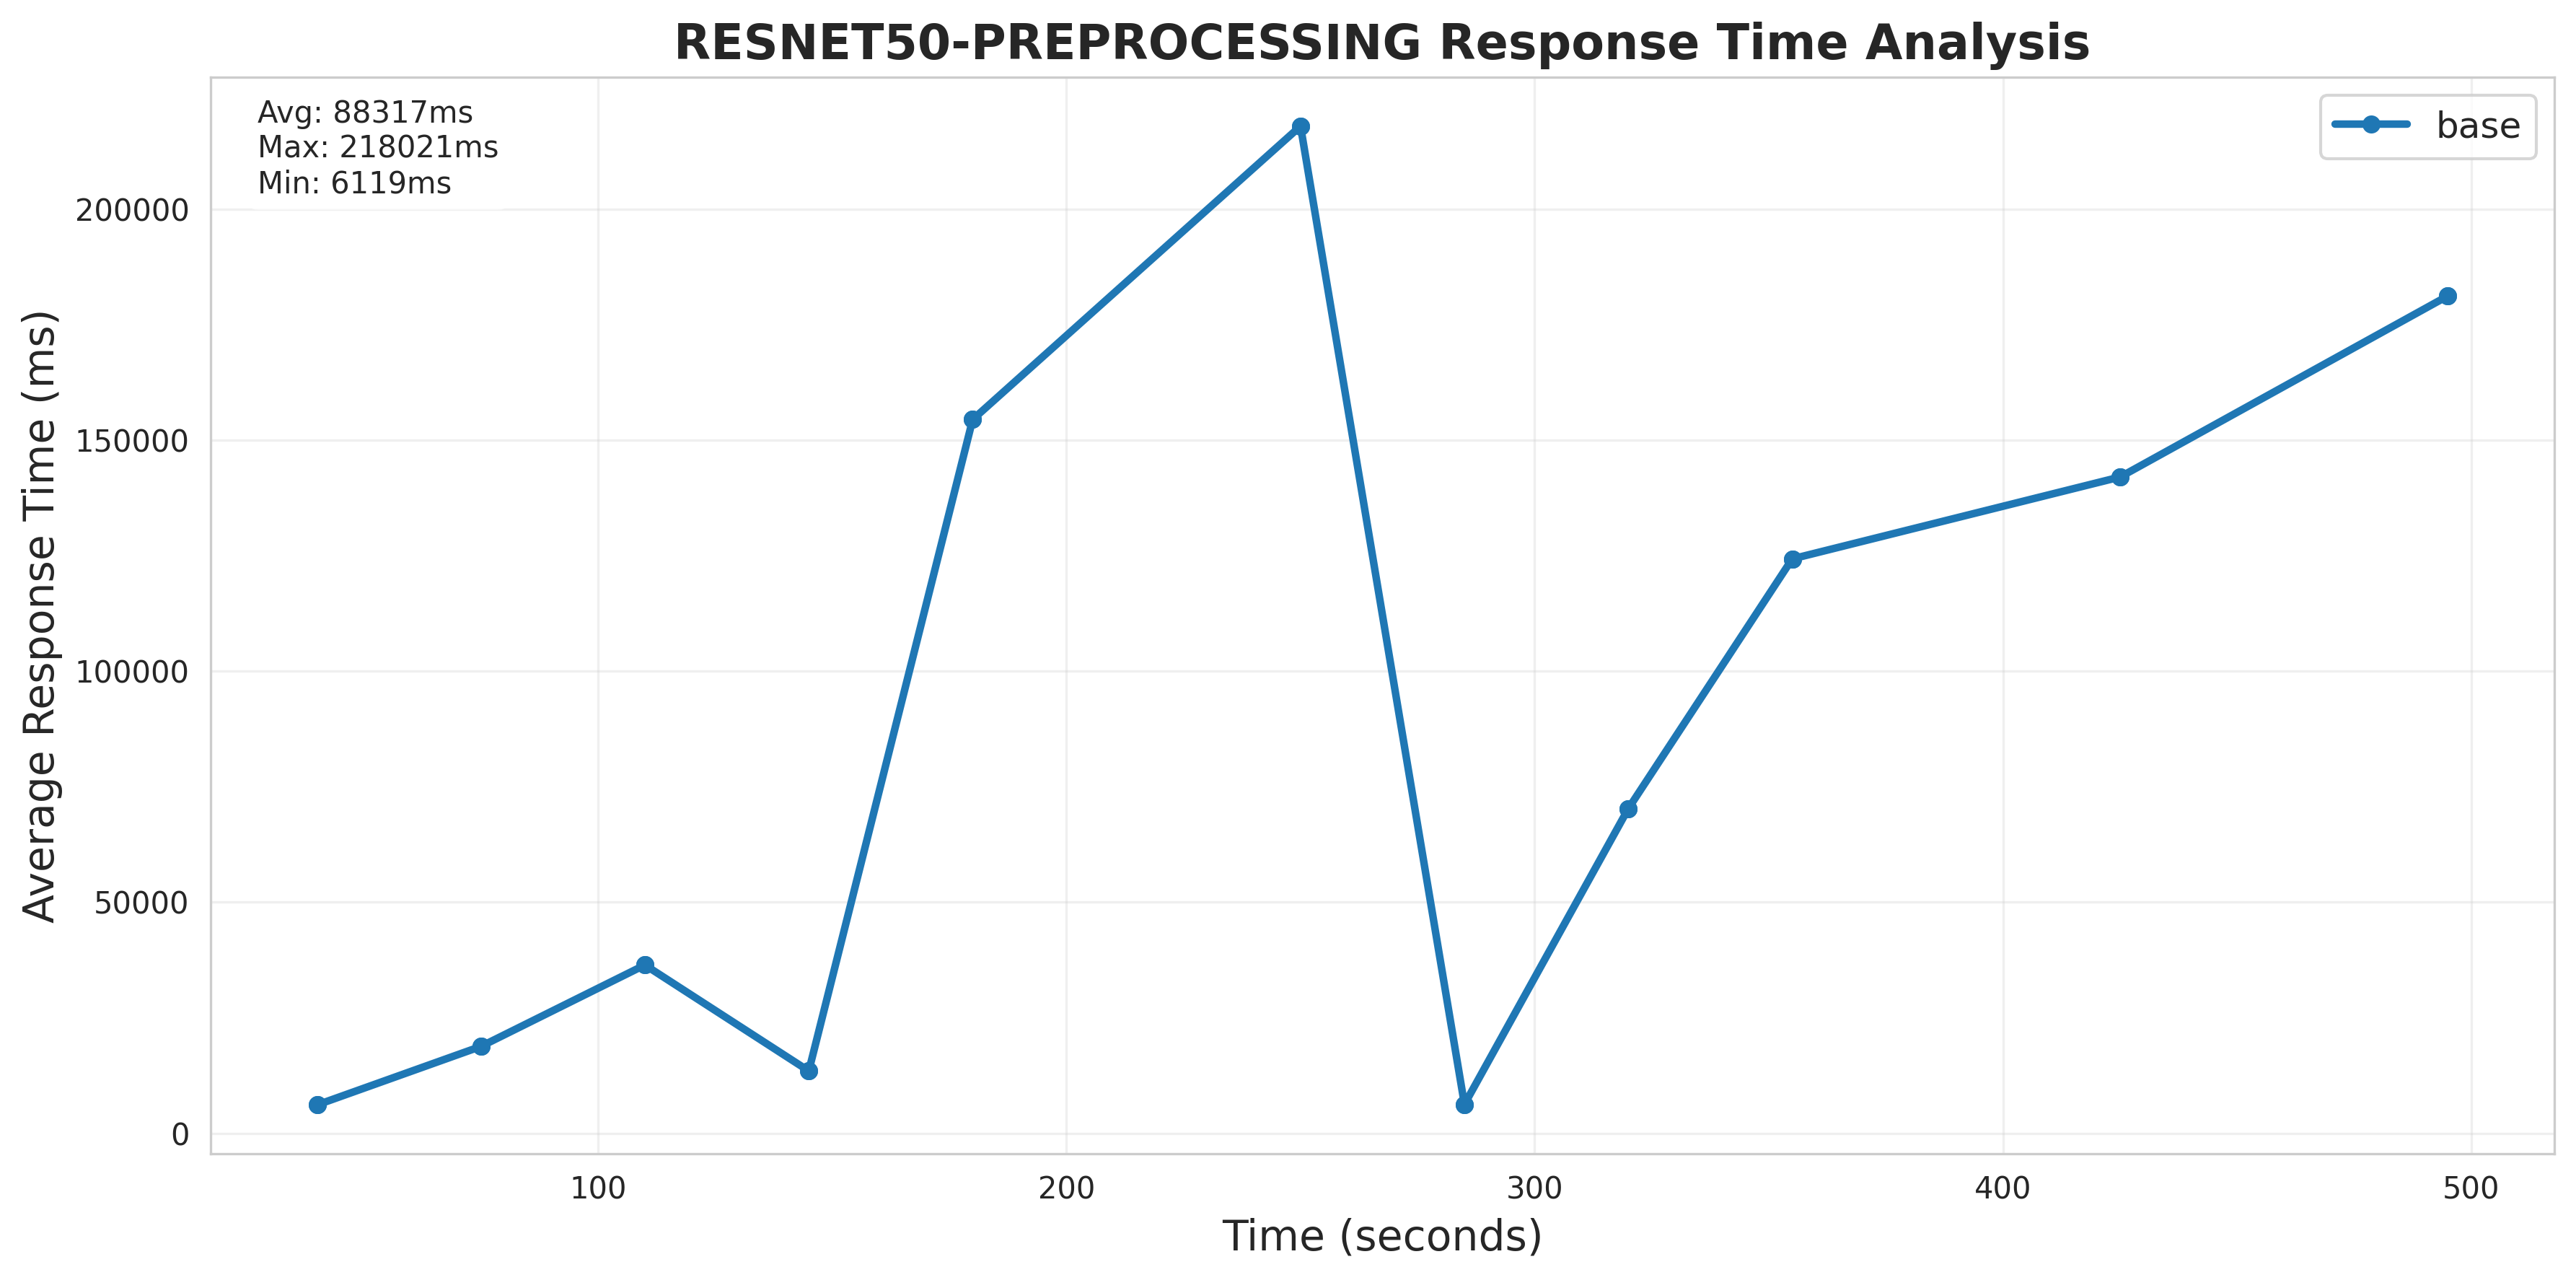 RESNET50-PREPROCESSING Response Time Analysis
Avg: 88317ms
Max: 218021ms
Min: 6119ms
base
Average Response Time (ms)
200000
150000
100000
50000
0
100
200
300
400
500
Time (seconds)